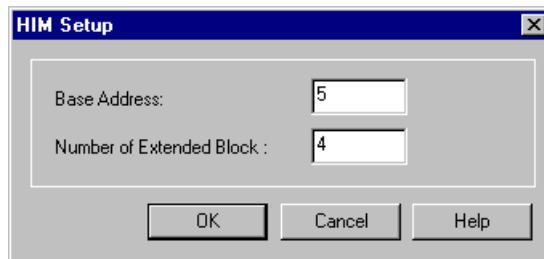 HIM Setup
Base Address: 5
Number of Extended Block : 4
OK Cancel Help